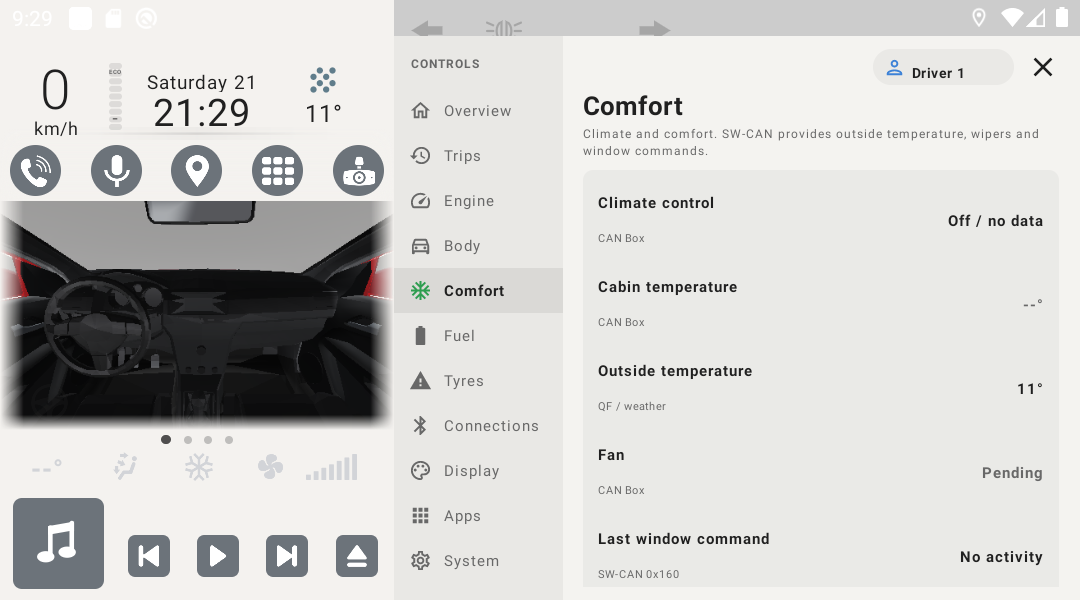 9:29
0
km/h
ECO
Saturday 21
21:29
11°
--°
CONTROLS
Overview
Trips
Engine
Body
Comfort
Fuel
Tyres
Connections
Display
Apps
System
Driver 1
Comfort
Climate and comfort. SW-CAN provides outside temperature, wipers and
window commands.
Climate control
CAN Box
Off / no data
Cabin temperature
CAN Box
--°
Outside temperature
QF / weather
11°
Fan
CAN Box
Pending
Last window command
SW-CAN 0x160
No activity